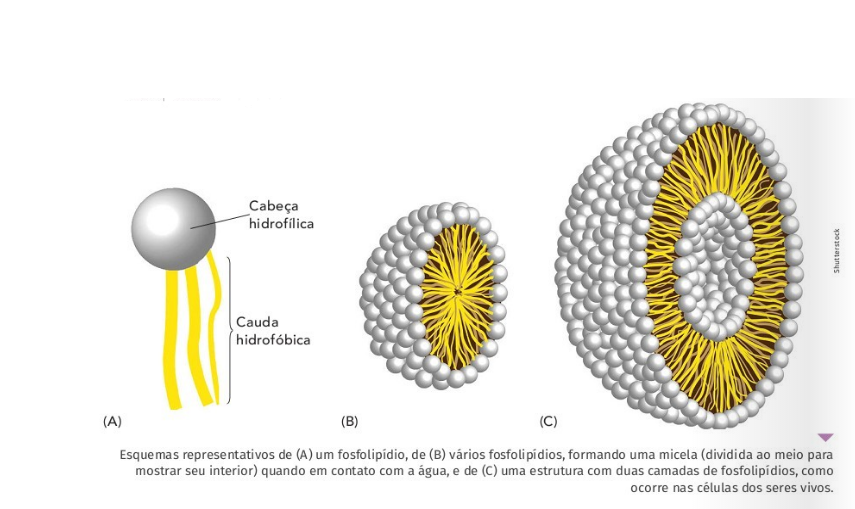 Cabeça
hidrofílica
Cauda
hidrofóbica
(A)
(B)
(C)
Shutterstock
Esquemas representativos de (A) um fosfolipídio, de (B) vários fosfolipídios, formando uma micela (dividida ao meio para
mostrar seu interior) quando em contato com a água, e de (C) uma estrutura com duas camadas de fosfolipídios, como
ocorre nas células dos seres vivos.